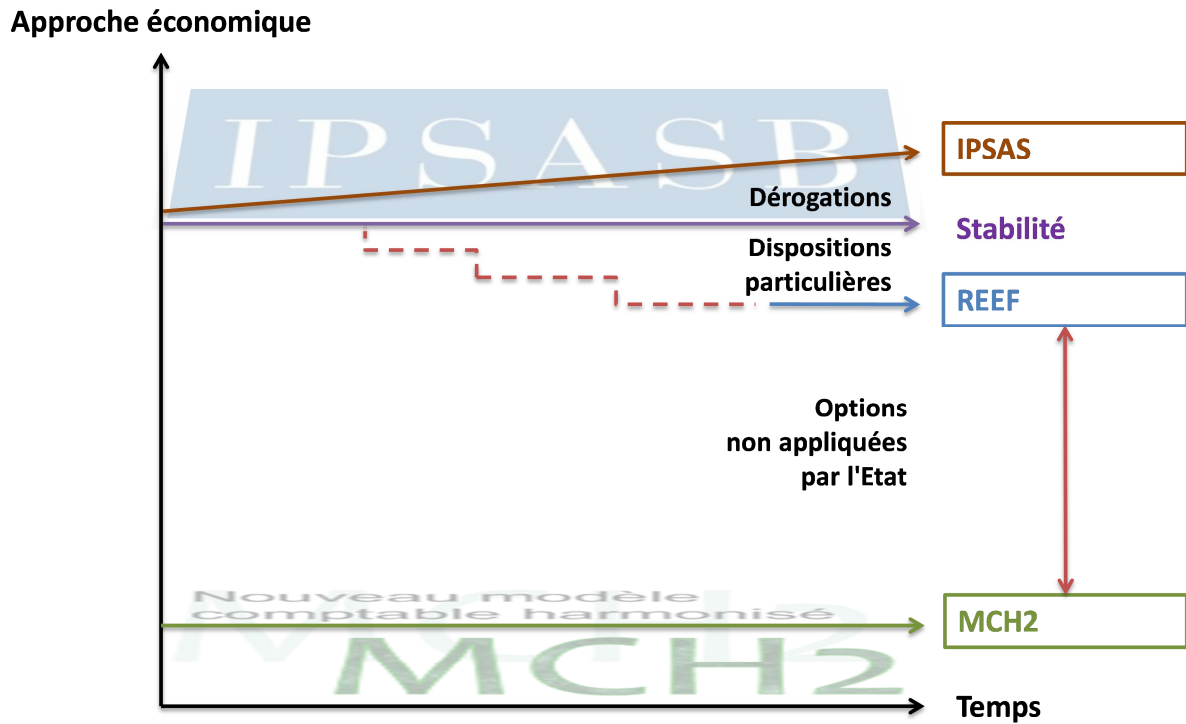 Approche économique
IPSASB
IPSAS
Dérogations
Stabilité
Dispositions
particulières
REEF
Options
non appliquées
par l'Etat
Nouveau modèle
comptable harmonisé
MCH2
MCH2
MCH2
Temps